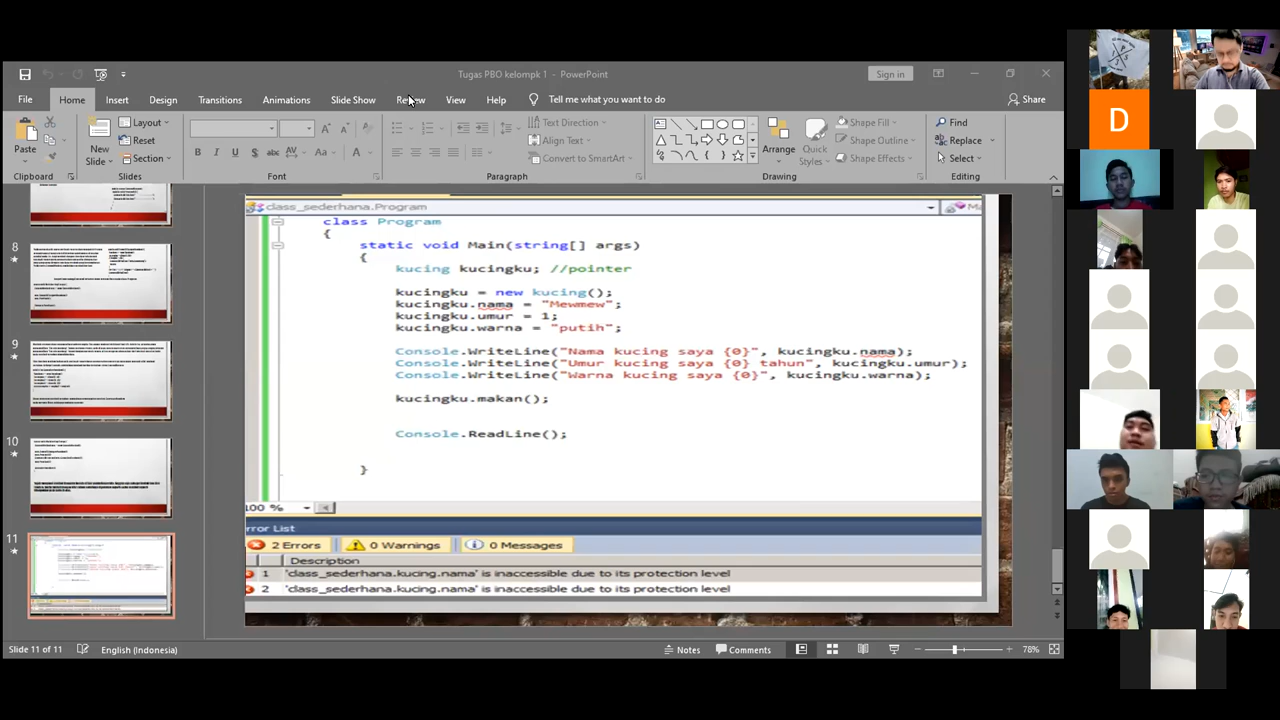 Tugas PBO kelompk 1 - PowerPoint
Sign in
File Home Insert Design Transitions Animations Slide Show Review View Help Tell me what you want to do Share
Paste
Clipboard
New Slide
Layout
Reset
Section
Slides
B I U S abc AV Aa A
Font
Text Direction
Align Text
Convert to SmartArt
Paragraph
Arrange
Quick Styles
Shape Fill
Shape Outline
Shape Effects
Drawing
Find
Replace
Select
Editing
8
9
10
11
class_sederhana.Program
class Program
{
static void Main(string[] args)
{
kucing kucingku; //pointer
kucingku = new kucing();
kucingku.nama = "Mewmew";
kucingku.umur = 1;
kucingku.warna = "putih";
Console.WriteLine("Nama kucing saya {0}", kucingku.nama);
Console.WriteLine("Umur kucing saya {0} tahun", kucingku.umur);
Console.WriteLine("Warna kucing saya {0}", kucingku.warna);
kucingku.makan();
Console.ReadLine();
}
100 %
rror List
2 Errors 0 Warnings 0 Messages
Description
1 'class_sederhana.kucing.nama' is inaccessible due to its protection level
2 'class_sederhana.kucing.nama' is inaccessible due to its protection level
Slide 11 of 11 English (Indonesia) Notes Comments 78%
D